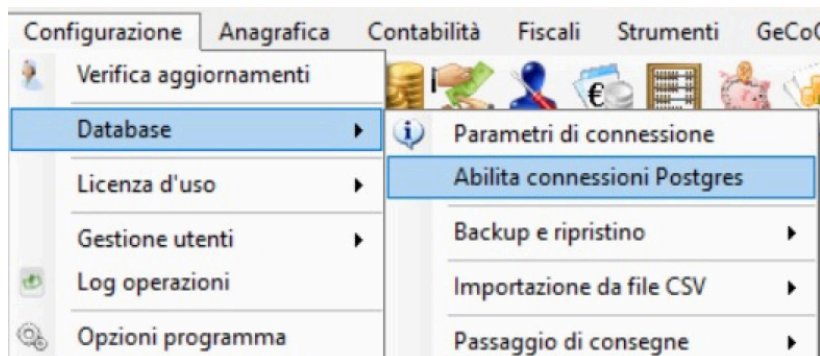 Configurazione Anagrafica Contabilità Fiscali Strumenti GeCoG
Verifica aggiornamenti
Database
Parametri di connessione
Licenza d'uso
Abilita connessioni Postgres
Gestione utenti
Backup e ripristino
Log operazioni
Importazione da file CSV
Opzioni programma
Passaggio di consegne